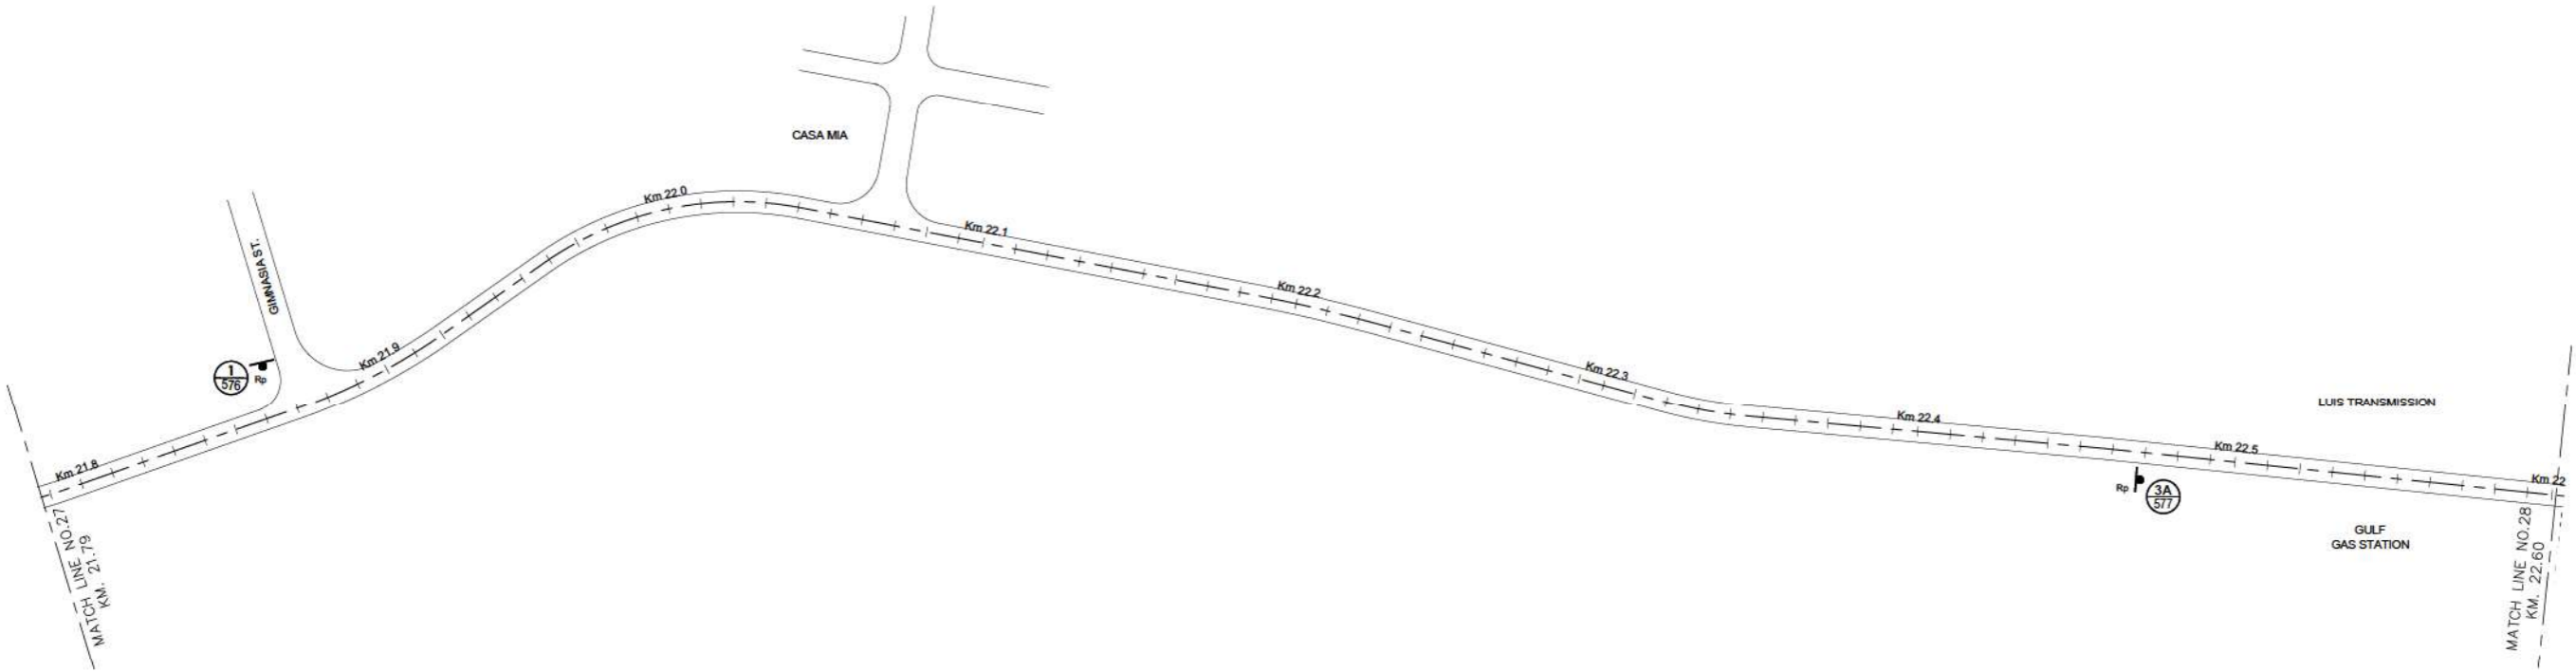 CASA MIA
GIMNASIA ST.
1
576
Rp
Km 21.8
Km 21.9
Km 22.0
Km 22.1
Km 22.2
Km 22.3
Km 22.4
Km 22.5
Km 22
LUIS TRANSMISSION
Rp
3A
577
GULF
GAS STATION
MATCH LINE NO.27
KM. 21.79
MATCH LINE NO.28
KM. 22.60